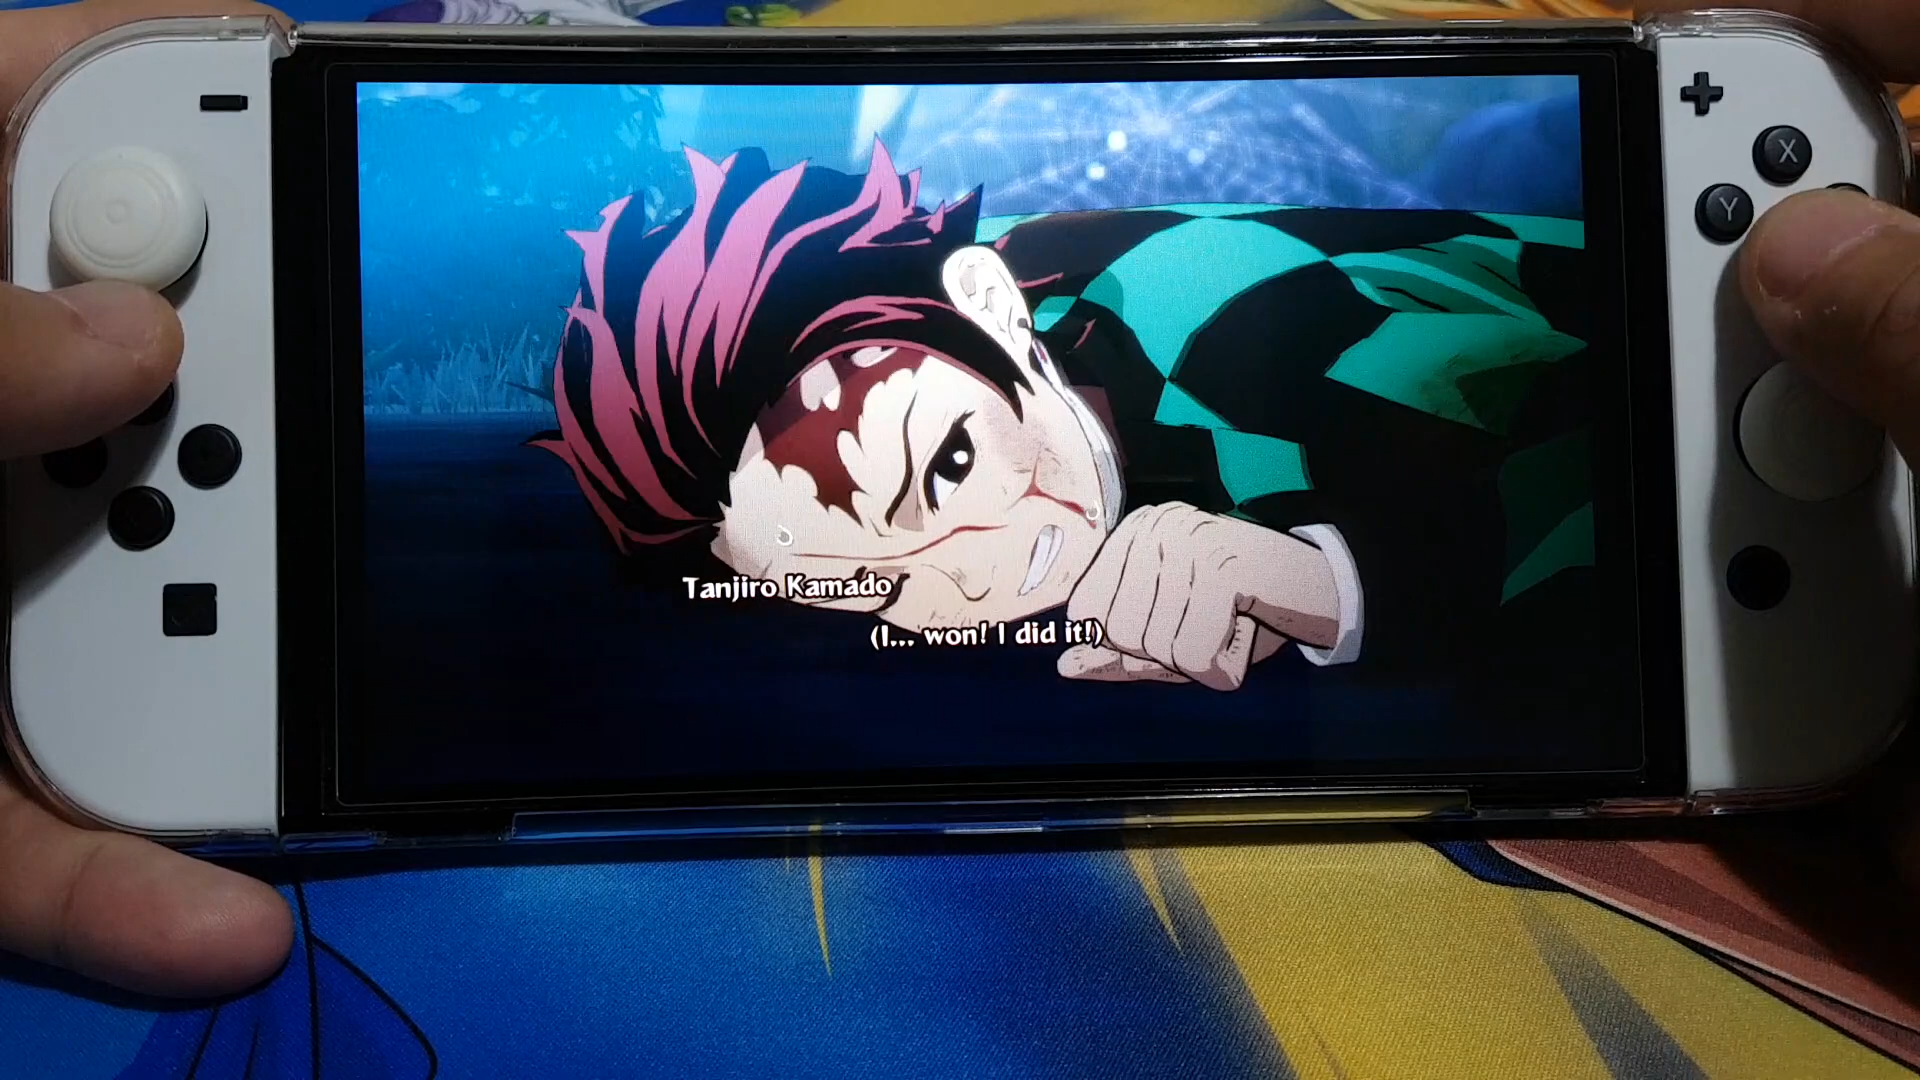 X
Y
Tanjiro Kamado
(I... won! I did it!)